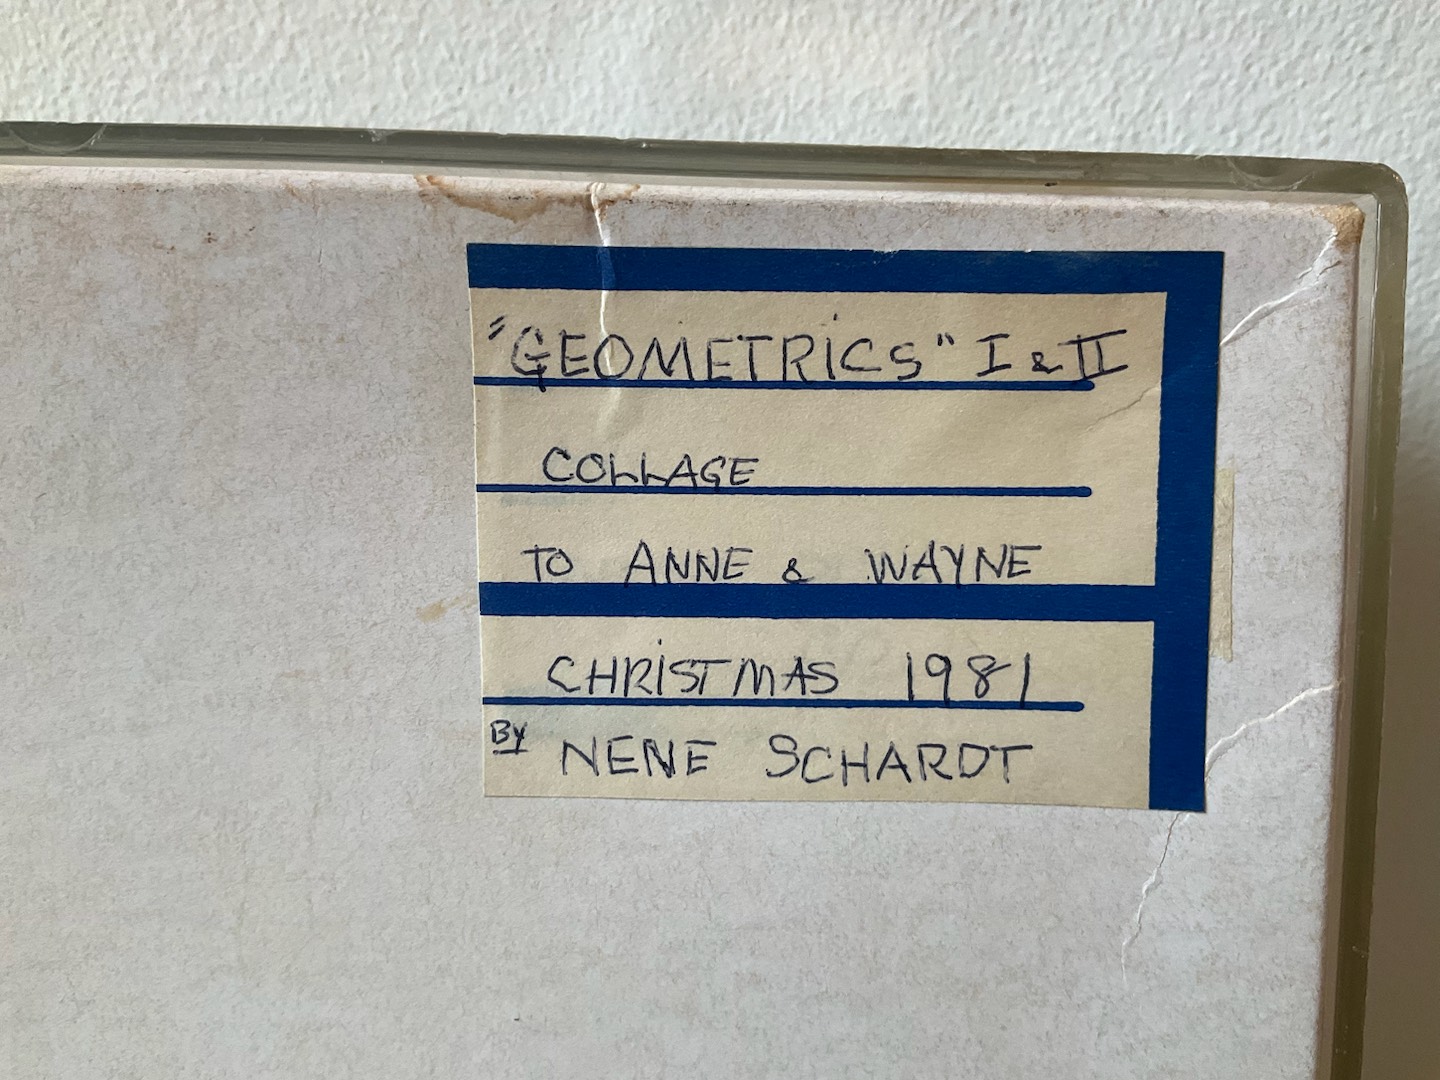 "GEOMETRICS" I & II
COLLAGE
TO ANNE & WAYNE
CHRISTMAS 1981
BY NENE SCHARDT